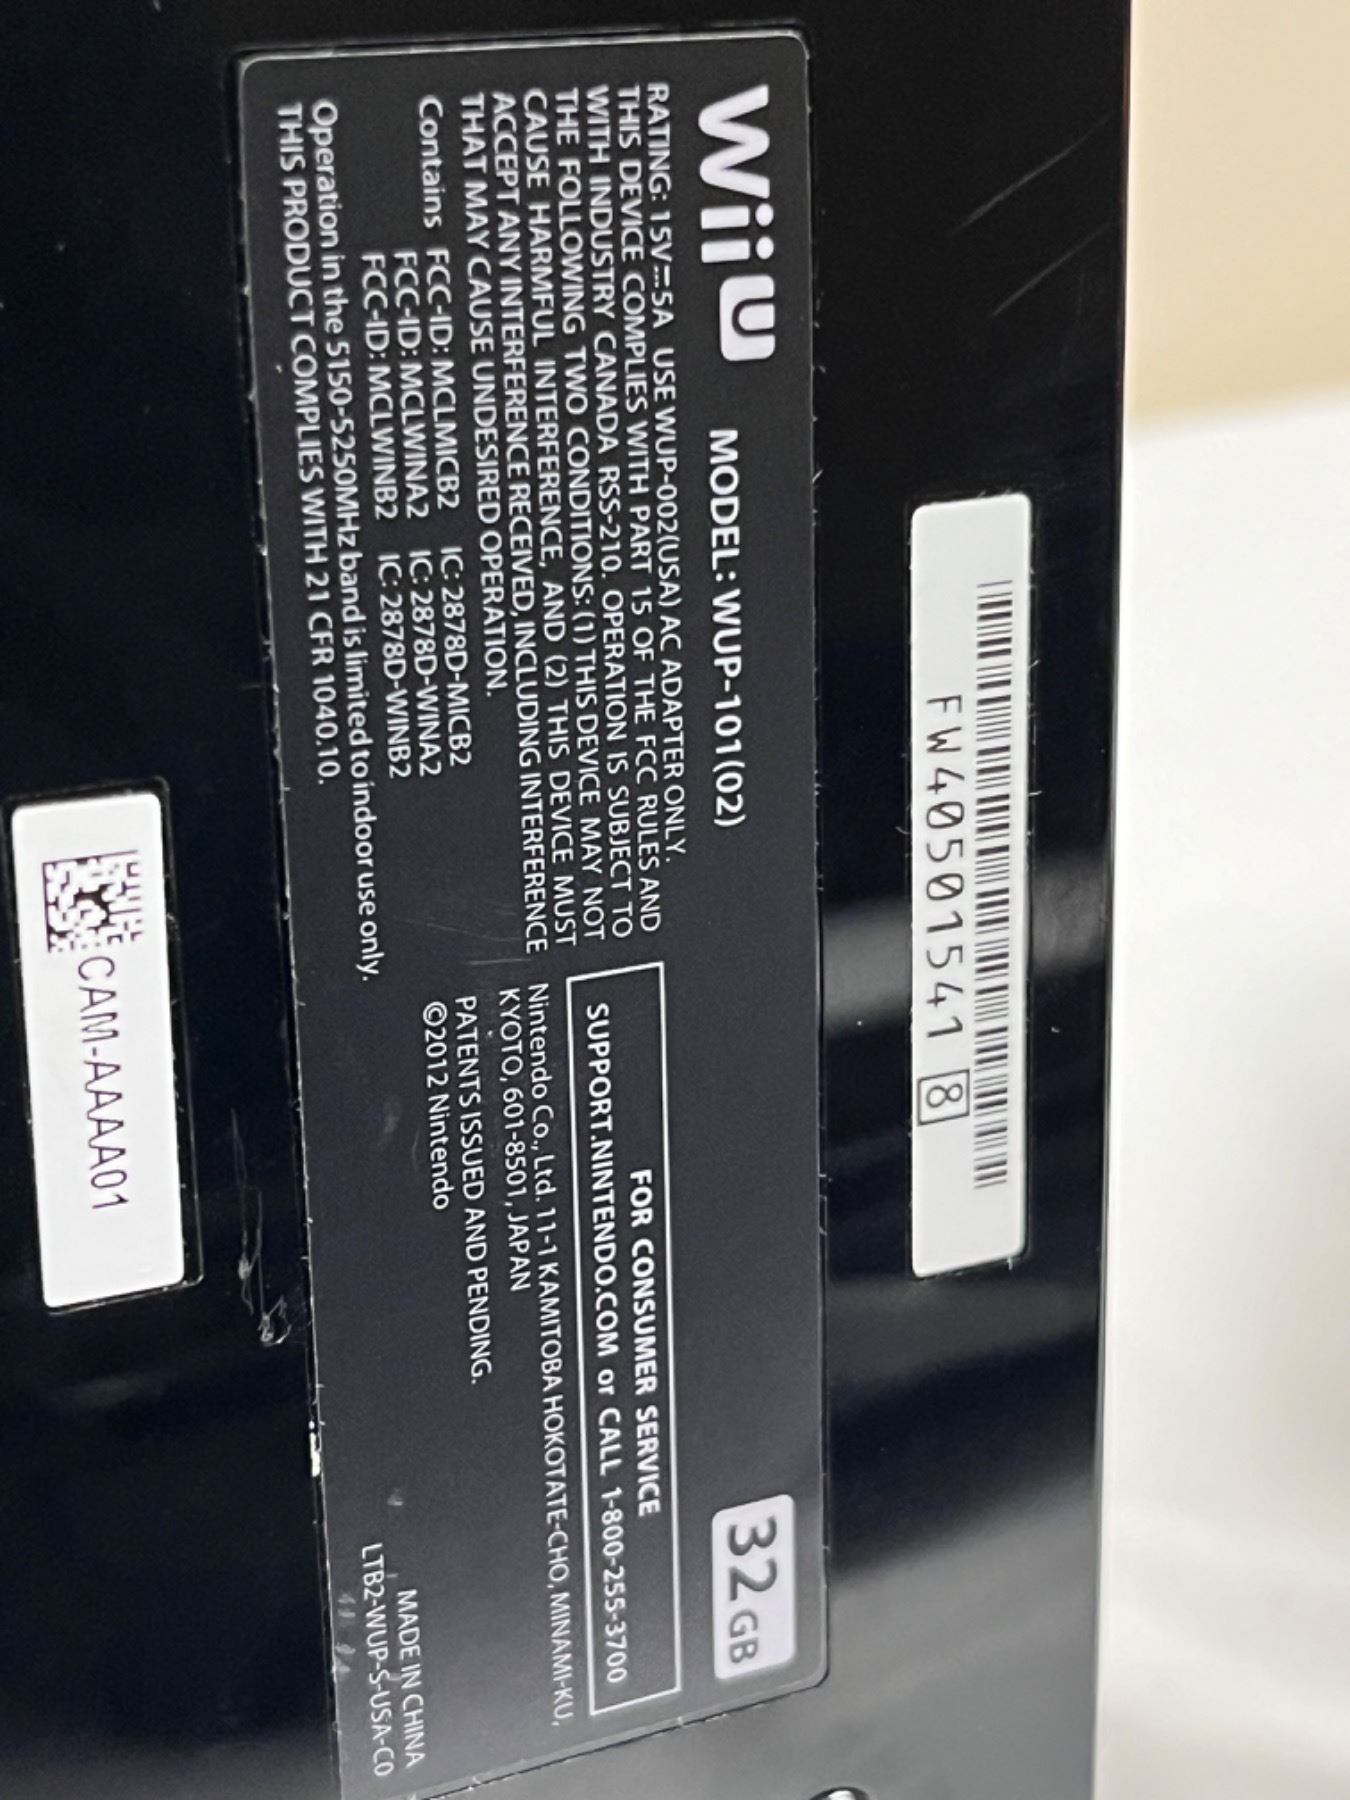 FW405015418
Wii U MODEL: WUP-101(02) 32GB
RATING: 15V⎓5A USE WUP-002(USA) AC ADAPTER ONLY.
THIS DEVICE COMPLIES WITH PART 15 OF THE FCC RULES AND
WITH INDUSTRY CANADA RSS-210. OPERATION IS SUBJECT TO
THE FOLLOWING TWO CONDITIONS: (1) THIS DEVICE MAY NOT
CAUSE HARMFUL INTERFERENCE, AND (2) THIS DEVICE MUST
ACCEPT ANY INTERFERENCE RECEIVED, INCLUDING INTERFERENCE
THAT MAY CAUSE UNDESIRED OPERATION.
Contains FCC-ID: MCLMICB2 IC: 2878D-MICB2
FCC-ID: MCLWINA2 IC: 2878D-WINA2
FCC-ID: MCLWINB2 IC: 2878D-WINB2
Operation in the 5150-5250MHz band is limited to indoor use only.
THIS PRODUCT COMPLIES WITH 21 CFR 1040.10.
FOR CONSUMER SERVICE
SUPPORT.NINTENDO.COM or CALL 1-800-255-3700
Nintendo Co., Ltd. 11-1 KAMITOBA HOKOTATE-CHO, MINAMI-KU,
KYOTO, 601-8501, JAPAN
PATENTS ISSUED AND PENDING.
©2012 Nintendo
MADE IN CHINA
LTB2-WUP-S-USA-C0
CAM-AAAA01